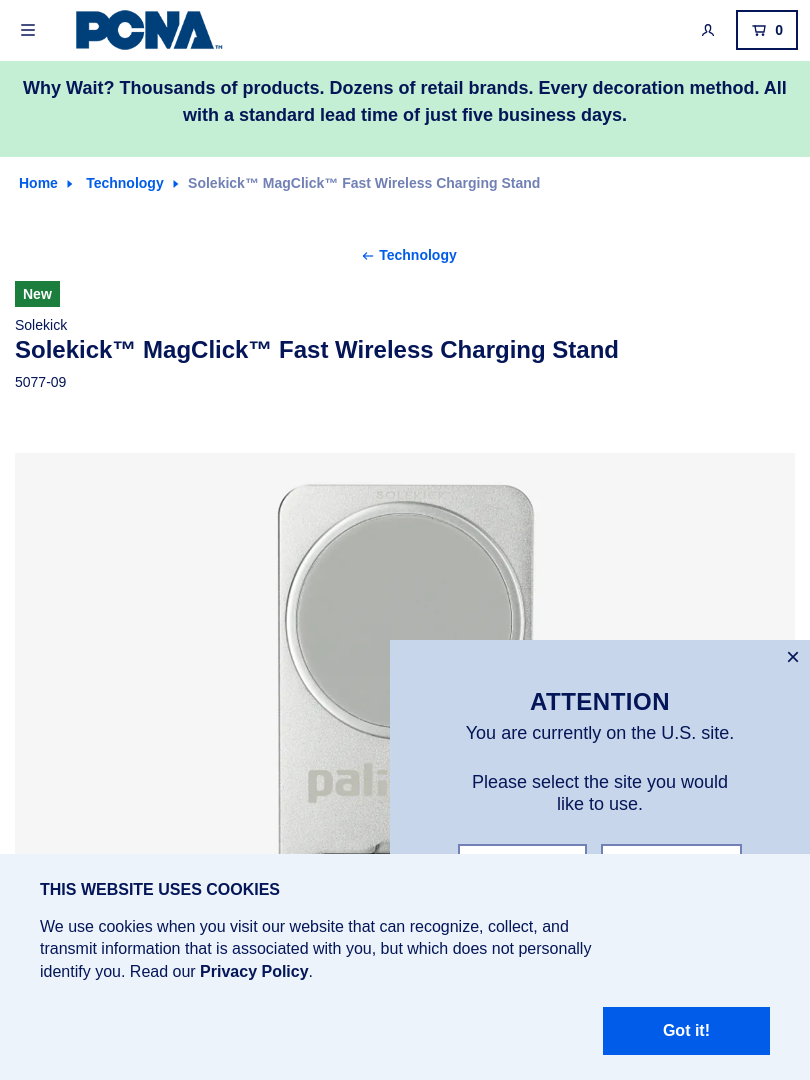 PCNA™
0
Why Wait? Thousands of products. Dozens of retail brands. Every decoration method. All
with a standard lead time of just five business days.
Home
Technology
Solekick™ MagClick™ Fast Wireless Charging Stand
← Technology
New
Solekick
Solekick™ MagClick™ Fast Wireless Charging Stand
5077-09
SOLEKICK
×
ATTENTION
You are currently on the U.S. site.
Please select the site you would
like to use.
THIS WEBSITE USES COOKIES
We use cookies when you visit our website that can recognize, collect, and
transmit information that is associated with you, but which does not personally
identify you. Read our Privacy Policy.
Got it!